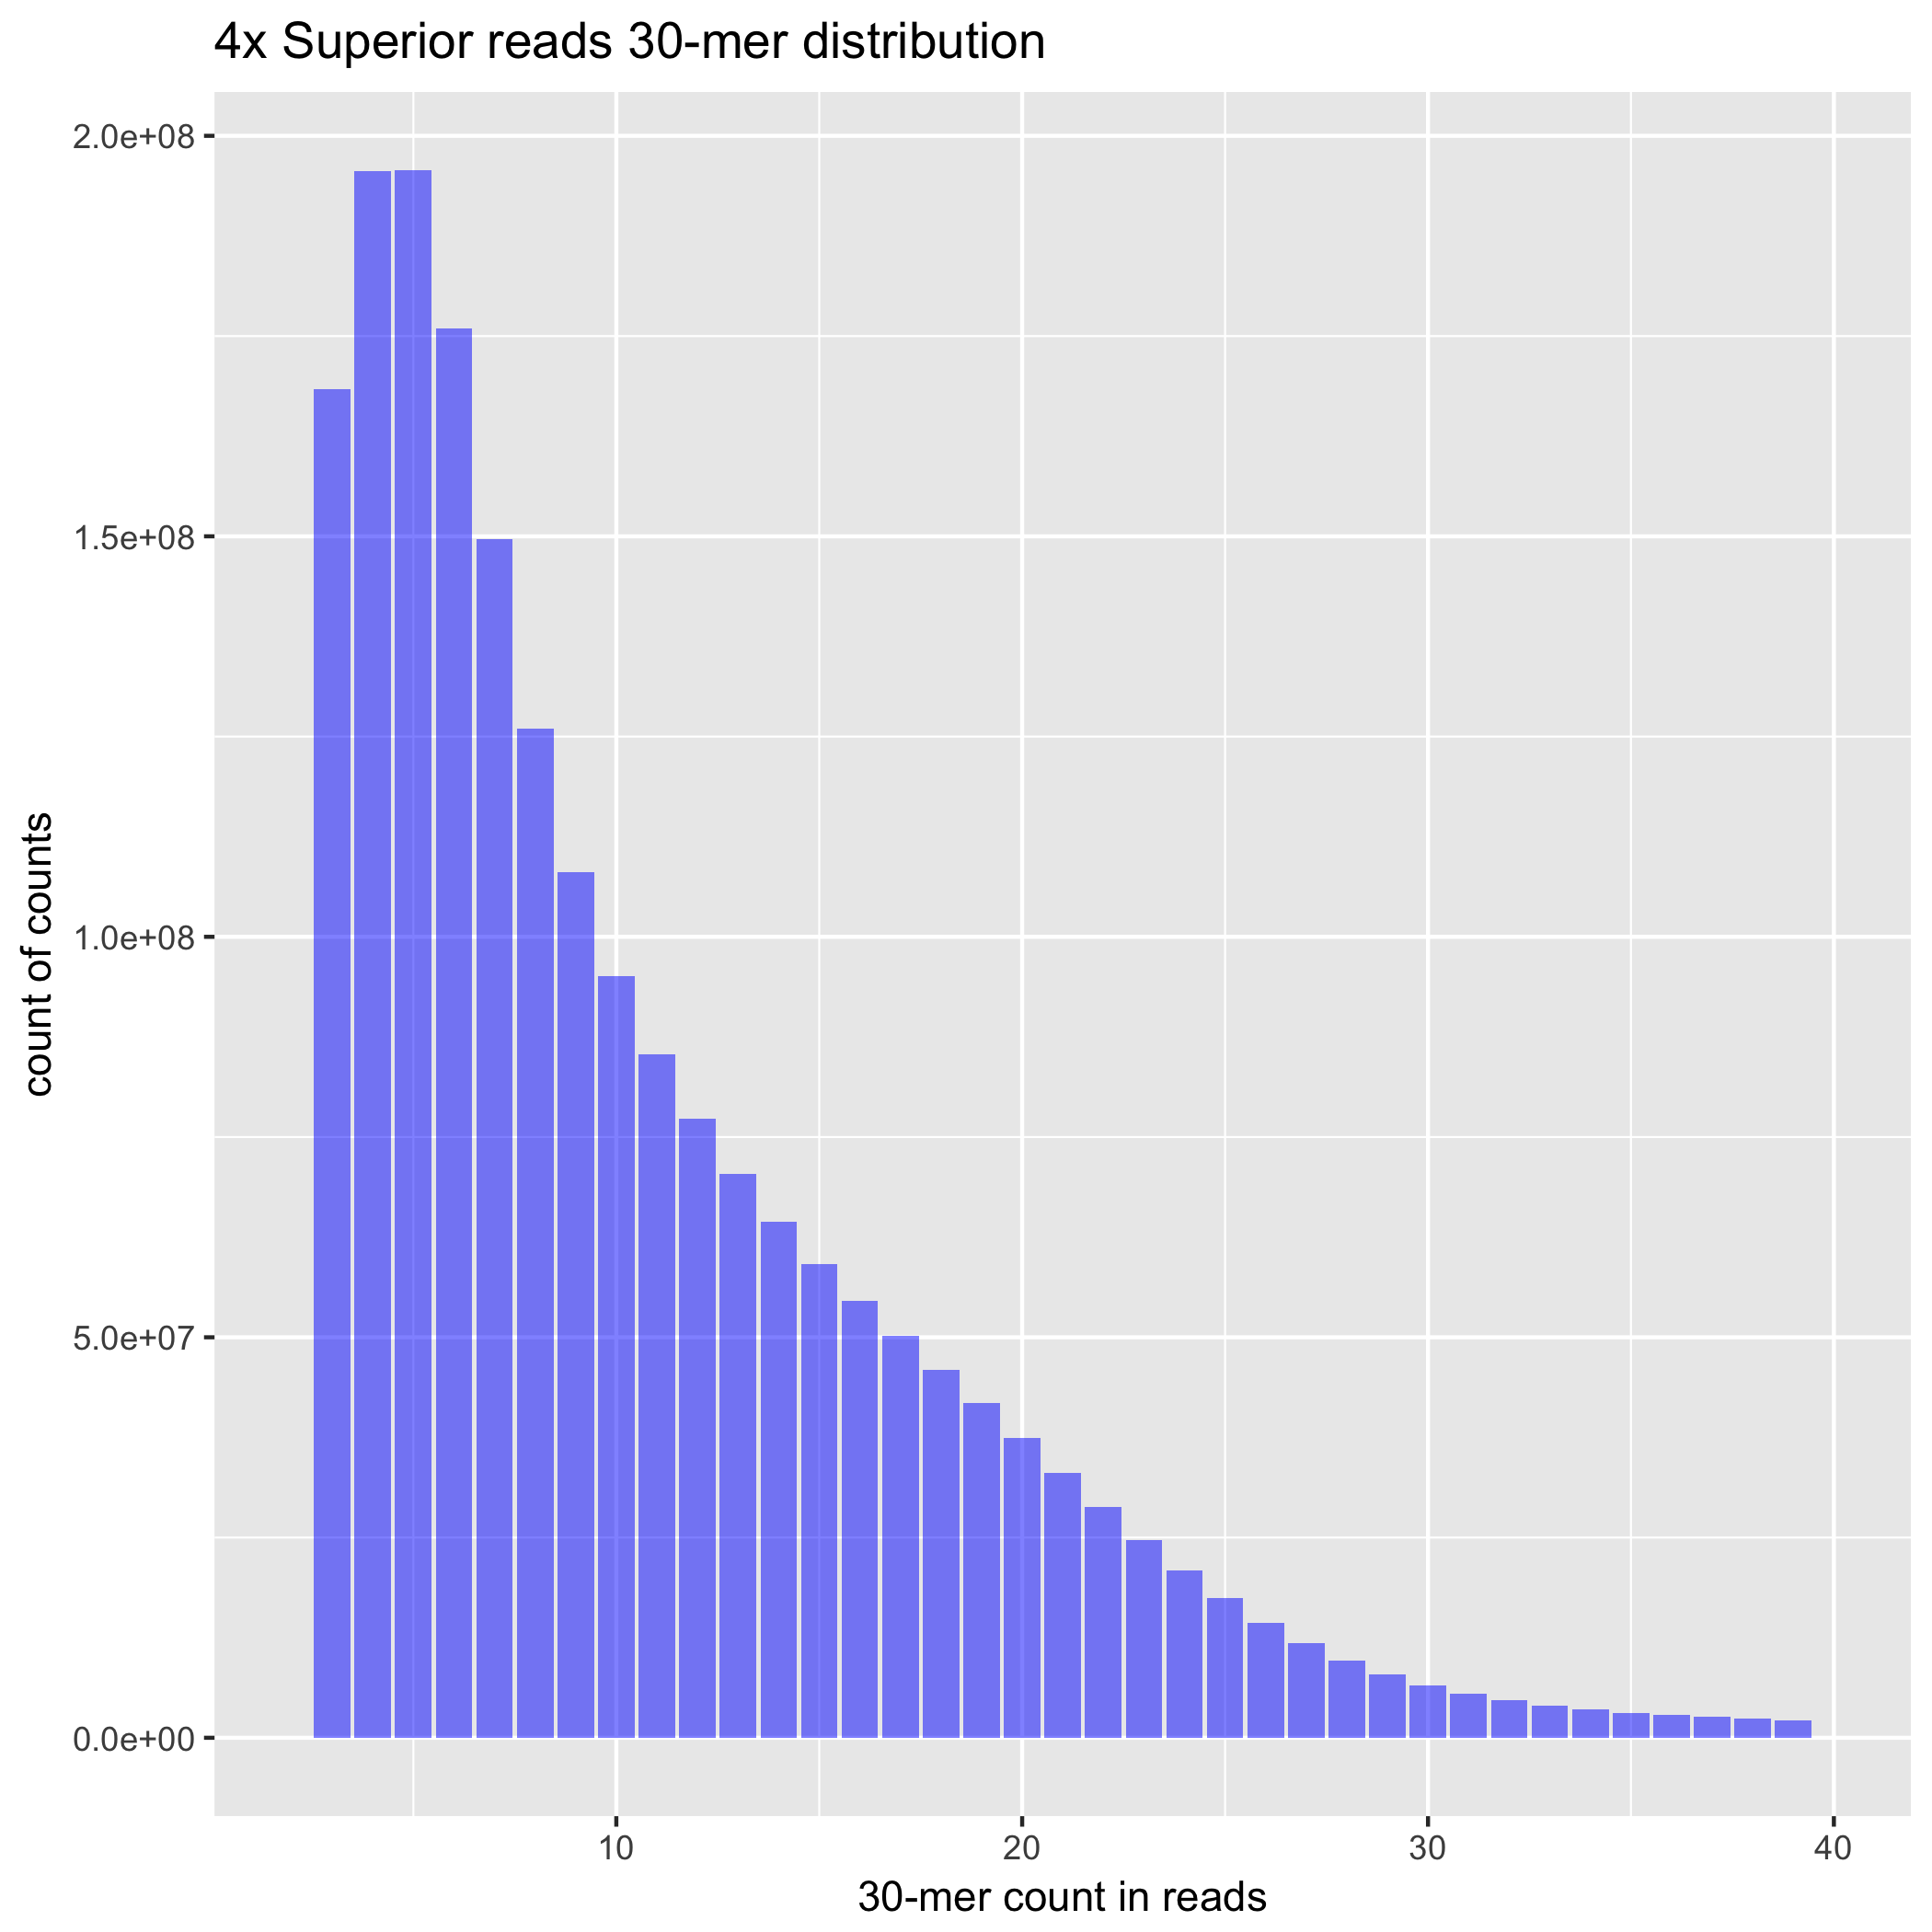 4x Superior reads 30-mer distribution
2.0e+08
1.5e+08
1.0e+08
5.0e+07
0.0e+00
count of counts
10 20 30 40
30-mer count in reads